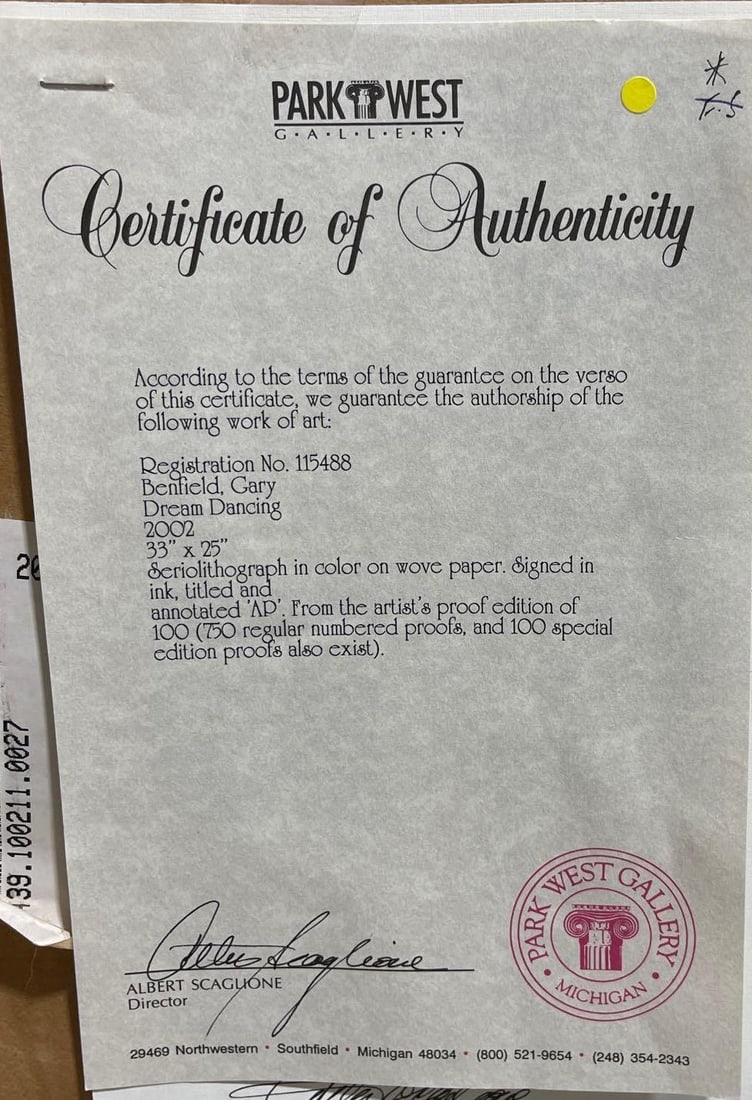 PARK WEST
G·A·L·L·E·R·Y
*
Certificate of Authenticity
According to the terms of the guarantee on the verso
of this certificate, we guarantee the authorship of the
following work of art:
Registration No. 115488
Benfield, Gary
Dream Dancing
2002
33" x 25"
Seriolithograph in color on wove paper. Signed in
ink, titled and
annotated 'AP'. From the artist's proof edition of
100 (750 regular numbered proofs, and 100 special
edition proofs also exist).
20
39.100211.0027
Albert Scaglione
ALBERT SCAGLIONE
Director
PARK WEST GALLERY
• MICHIGAN •
29469 Northwestern • Southfield • Michigan 48034 • (800) 521-9654 • (248) 354-2343